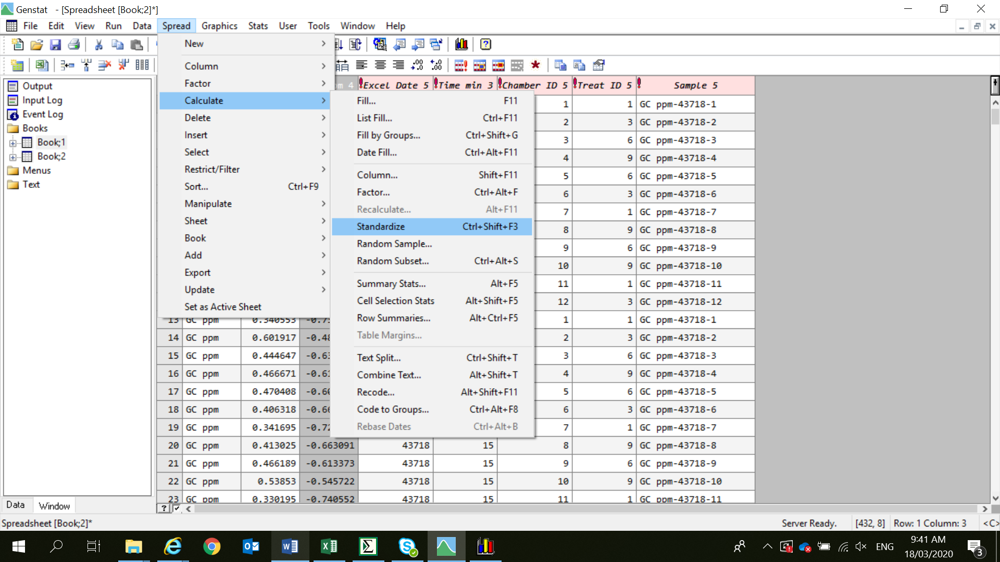 Genstat - [Spreadsheet [Book;2]*]
File Edit View Run Data Spread Graphics Stats User Tools Window Help
New
Column
Factor
Calculate
Delete
Insert
Select
Restrict/Filter
Sort... Ctrl+F9
Manipulate
Sheet
Book
Add
Export
Update
Set as Active Sheet
Fill... F11
List Fill... Ctrl+F11
Fill by Groups... Ctrl+Shift+G
Date Fill... Ctrl+Alt+F11
Column... Shift+F11
Factor... Ctrl+Alt+F
Recalculate... Alt+F11
Standardize Ctrl+Shift+F3
Random Sample...
Random Subset... Ctrl+Alt+S
Summary Stats... Alt+F5
Cell Selection Stats Alt+Shift+F5
Row Summaries... Alt+Ctrl+F5
Table Margins...
Text Split... Ctrl+Shift+T
Combine Text... Alt+Shift+T
Recode... Alt+Shift+F11
Code to Groups... Ctrl+Alt+F8
Rebase Dates Ctrl+Alt+B
Output
Input Log
Event Log
Books
Book;1
Book;2
Menus
Text
Data Window
4 Excel Date 5 Time min 3 Chamber ID 5 Treat ID 5 Sample 5
1 1 GC ppm-43718-1
2 3 GC ppm-43718-2
3 6 GC ppm-43718-3
4 9 GC ppm-43718-4
5 6 GC ppm-43718-5
6 3 GC ppm-43718-6
7 1 GC ppm-43718-7
8 9 GC ppm-43718-8
9 6 GC ppm-43718-9
10 9 GC ppm-43718-10
11 1 GC ppm-43718-11
12 3 GC ppm-43718-12
13 GC ppm 0.340553 1 1 GC ppm-43718-1
14 GC ppm 0.601917 -0.48 2 3 GC ppm-43718-2
15 GC ppm 0.444647 -0.63 3 6 GC ppm-43718-3
16 GC ppm 0.466671 -0.61 4 9 GC ppm-43718-4
17 GC ppm 0.470408 -0.60 5 6 GC ppm-43718-5
18 GC ppm 0.406318 -0.66 6 3 GC ppm-43718-6
19 GC ppm 0.341695 -0.72 7 1 GC ppm-43718-7
20 GC ppm 0.413025 -0.663091 43718 15 8 9 GC ppm-43718-8
21 GC ppm 0.466189 -0.613373 43718 15 9 6 GC ppm-43718-9
22 GC ppm 0.53853 -0.545722 43718 15 10 9 GC ppm-43718-10
23 GC ppm 0.330195 -0.740552 43718 15 11 1 GC ppm-43718-11
Spreadsheet [Book;2]* Server Ready. [432, 8] Row: 1 Column: 3 <C>
ENG
9:41 AM
18/03/2020
3